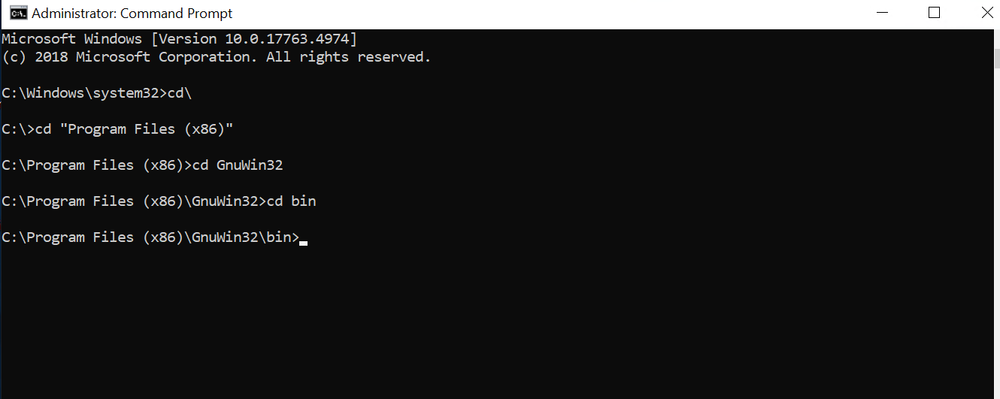 Administrator: Command Prompt
Microsoft Windows [Version 10.0.17763.4974]
(c) 2018 Microsoft Corporation. All rights reserved.
C:\Windows\system32>cd\
C:\>cd "Program Files (x86)"
C:\Program Files (x86)>cd GnuWin32
C:\Program Files (x86)\GnuWin32>cd bin
C:\Program Files (x86)\GnuWin32\bin>